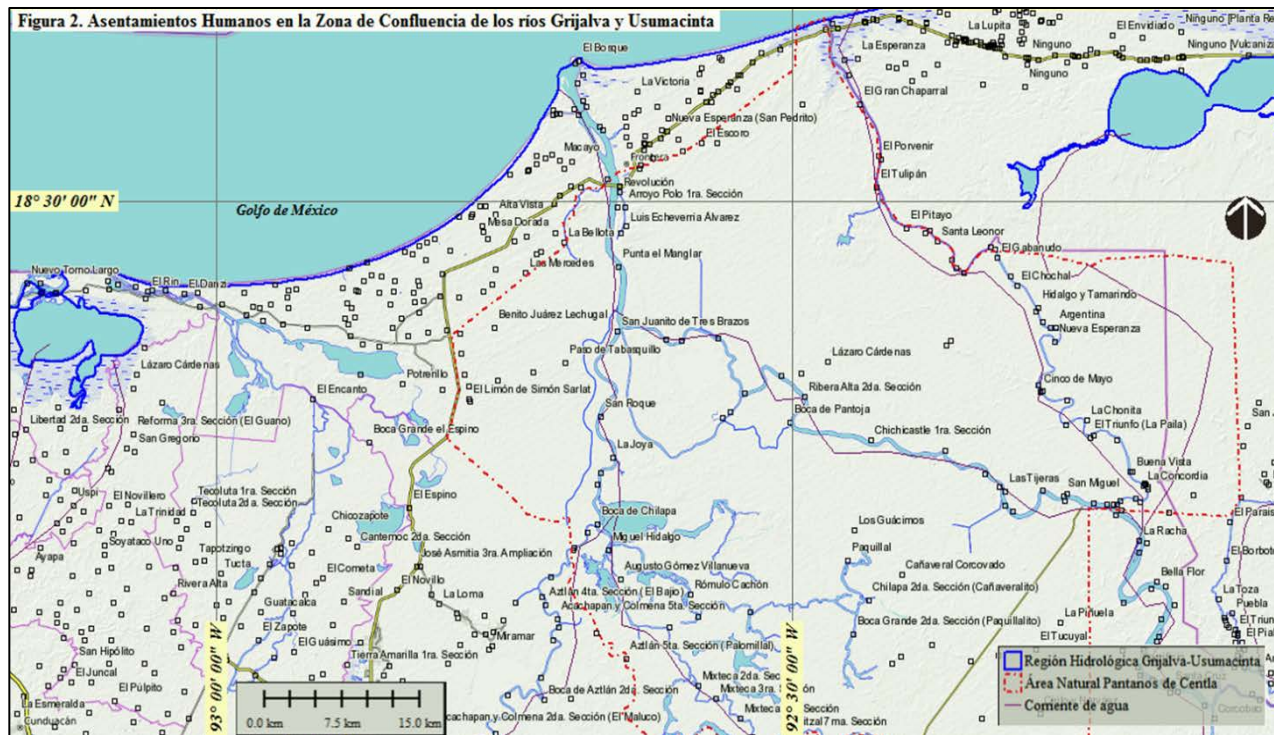 Figura 2. Asentamientos Humanos en la Zona de Confluencia de los ríos Grijalva y Usumacinta
El Bosque
La Lupita
El Envidiado
Ninguno [Planta Re
La Esperanza
Ninguno
Ninguno [Vulcaniz
La Victoria
Ninguno
El Gran Chaparral
Nueva Esperanza (San Pedrito)
El Escoro
Macayo
Frontera
El Porvenir
El Tulipán
Revolución
Arroyo Polo 1ra. Sección
18° 30' 00" N
Golfo de México
Alta Vista
Luis Echeverria Álvarez
Mesa Dorada
La Bellota
El Pitayo
Santa Leonor
El Gabanudo
Las Mercedes
Punta el Manglar
Nuevo Torno Largo
El Rin
El Danzi
El Chochal
Hidalgo y Tamarindo
Benito Juárez Lechugal
San Juanito de Tres Brazos
Argentina
Nueva Esperanza
Paso de Tabasquillo
Lázaro Cárdenas
Lázaro Cárdenas
Potrerillo
El Encanto
El Limón de Simón Sarlat
Ribera Alta 2da. Sección
Cinco de Mayo
Libertad 2da. Sección
Reforma 3ra. Sección (El Guano)
San Roque
Boca de Pantoja
La Chonita
El Triunfo (La Paila)
San Gregorio
Boca Grande el Espino
La Joya
Chichicastle 1ra. Sección
Buena Vista
La Concordia
Uspi
El Novillero
Tecoluta 1ra. Sección
Tecoluta 2da. Sección
El Espino
Las Tijeras
San Miguel
La Trinidad
Chicozapote
Boca de Chilapa
Los Guácimos
El Parais
Soyataco Uno
Canternoc 2da. Sección
Miguel Hidalgo
La Racha
Ayapa
Tapotzingo
Tucta
José Asmitia 3ra. Ampliación
Paquillal
El Borbot
Rivera Alta
El Cometa
El Novillo
Augusto Gómez Villanueva
Cañaveral Corcovado
Bella Flor
Sandial
La Loma
Rómulo Cachón
Chilapa 2da. Sección (Cañaveralito)
La Toza
Guatacalca
Aztlán 4ta. Sección (El Bajo)
Acachapan y Colmena 5ta. Sección
La Piñuela
Puebla
El Zapote
El Guásimo
Miramar
Boca Grande 2da. Sección (Paquillalito)
El Tucuyal
El Triun
El Pial
San Hipólito
Tierra Amarilla 1ra. Sección
Aztlán 5ta. Sección (Palomillal)
El Juncal
El Púlpito
Boca de Aztlán 2da. Sección
Mixteca 2da. Sección
Mixteca 3ra. Sección
La Esmeralda
Cunduacán
cachapan y Colmena 2da. Sección (El Maluco)
itzal 7ma. Sección
93° 00' 00" W
92° 30' 00" W
0.0 km
7.5 km
15.0 km
Región Hidrológica Grijalva-Usumacinta
Área Natural Pantanos de Centla
Corriente de agua